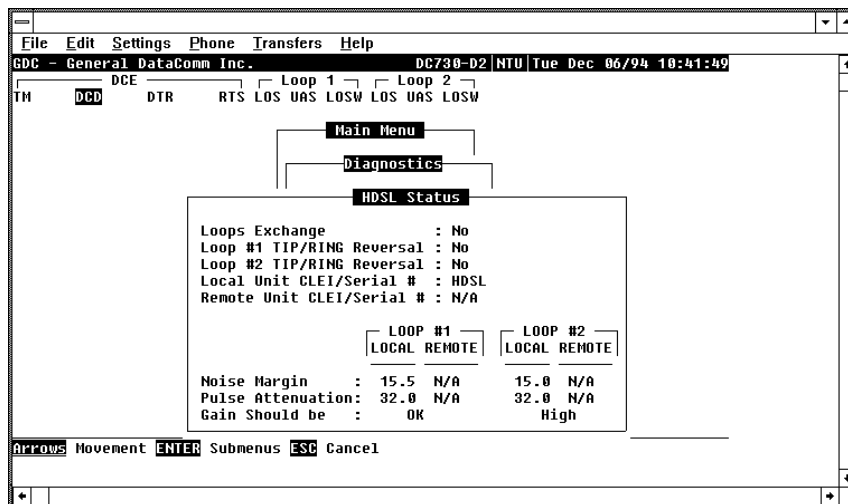 File Edit Settings Phone Transfers Help
GDC - General DataComm Inc. DC730-D2 NTU Tue Dec 06/94 10:41:49
DCE Loop 1 Loop 2
TM DCD DTR RTS LOS UAS LOSW LOS UAS LOSW
Main Menu
Diagnostics
HDSL Status
Loops Exchange : No
Loop #1 TIP/RING Reversal : No
Loop #2 TIP/RING Reversal : No
Local Unit CLEI/Serial # : HDSL
Remote Unit CLEI/Serial # : N/A
LOOP #1 LOOP #2
LOCAL REMOTE LOCAL REMOTE
Noise Margin : 15.5 N/A 15.0 N/A
Pulse Attenuation: 32.0 N/A 32.0 N/A
Gain Should be : OK High
Arrows Movement ENTER Submenus ESC Cancel